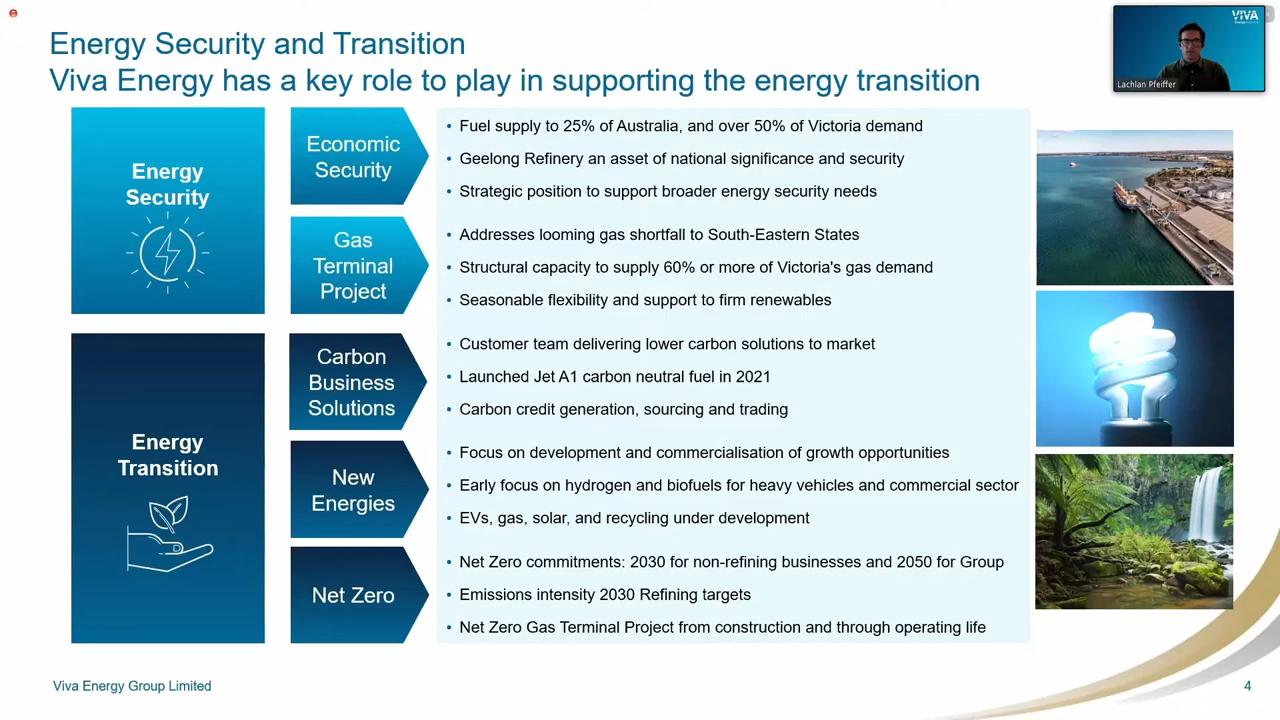 Energy Security and Transition
Viva Energy has a key role to play in supporting the energy transition
VIVA
Lachlan Pfeiffer
Energy
Security
Economic
Security
• Fuel supply to 25% of Australia, and over 50% of Victoria demand
• Geelong Refinery an asset of national significance and security
• Strategic position to support broader energy security needs
Gas
Terminal
Project
• Addresses looming gas shortfall to South-Eastern States
• Structural capacity to supply 60% or more of Victoria's gas demand
• Seasonable flexibility and support to firm renewables
Energy
Transition
Carbon
Business
Solutions
• Customer team delivering lower carbon solutions to market
• Launched Jet A1 carbon neutral fuel in 2021
• Carbon credit generation, sourcing and trading
New
Energies
• Focus on development and commercialisation of growth opportunities
• Early focus on hydrogen and biofuels for heavy vehicles and commercial sector
• EVs, gas, solar, and recycling under development
Net Zero
• Net Zero commitments: 2030 for non-refining businesses and 2050 for Group
• Emissions intensity 2030 Refining targets
• Net Zero Gas Terminal Project from construction and through operating life
Viva Energy Group Limited
4